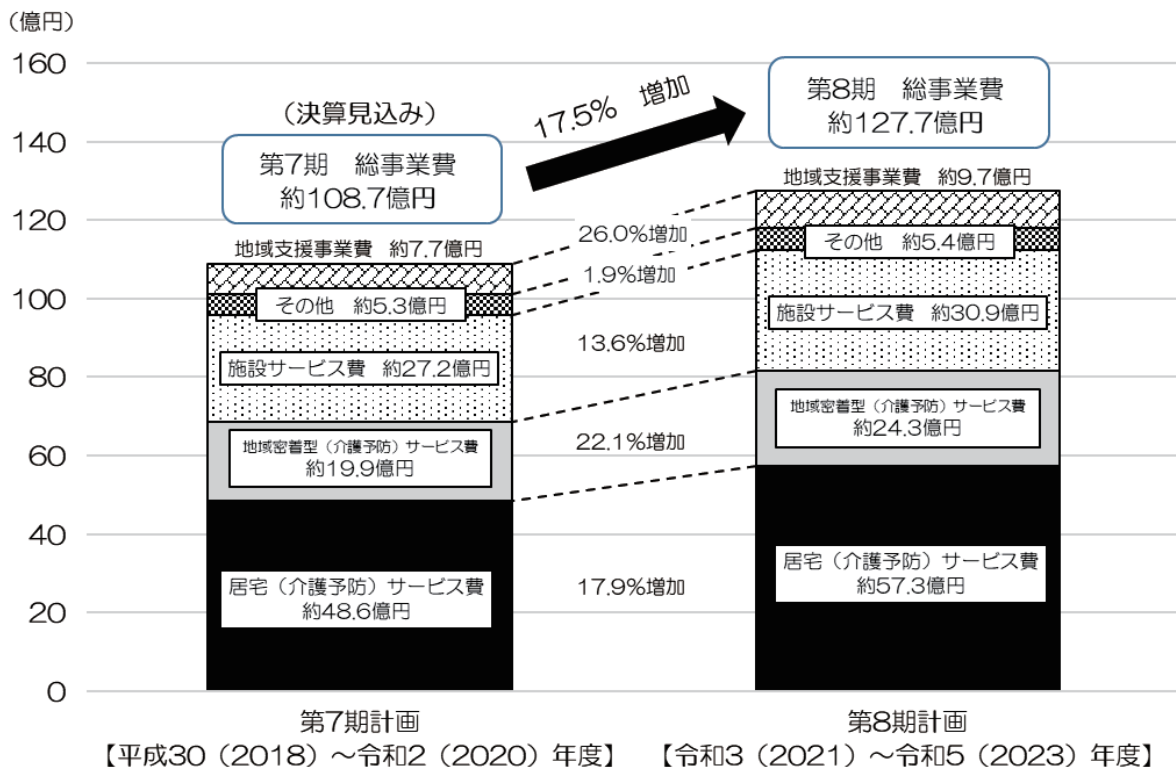 (億円)
160
140
120
100
80
60
40
20
0
(決算見込み)
第7期 総事業費
約108.7億円
17.5% 増加
第8期 総事業費
約127.7億円
地域支援事業費 約7.7億円
その他 約5.3億円
施設サービス費 約27.2億円
地域密着型(介護予防)サービス費
約19.9億円
居宅(介護予防)サービス費
約48.6億円
26.0%増加
1.9%増加
13.6%増加
22.1%増加
17.9%増加
地域支援事業費 約9.7億円
その他 約5.4億円
施設サービス費 約30.9億円
地域密着型(介護予防)サービス費
約24.3億円
居宅(介護予防)サービス費
約57.3億円
第7期計画
【平成30(2018)~令和2(2020)年度】
第8期計画
【令和3(2021)~令和5(2023)年度】